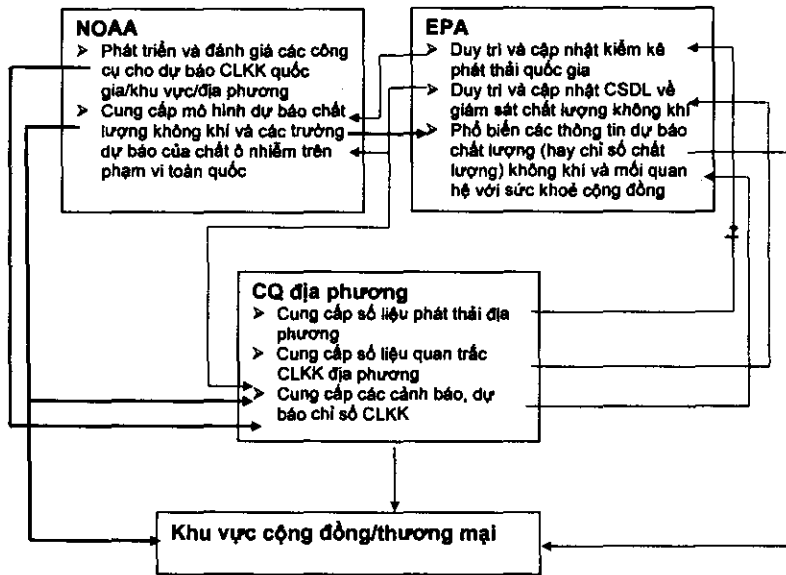 NOAA
➢ Phát triển và đánh giá các công
cụ cho dự báo CLKK quốc
gia/khu vực/địa phương
➢ Cung cấp mô hình dự báo chất
lượng không khí và các trường
dự báo của chất ô nhiễm trên
phạm vi toàn quốc
EPA
➢ Duy trì và cập nhật kiểm kê
phát thải quốc gia
➢ Duy trì và cập nhật CSDL về
giám sát chất lượng không khí
➢ Phổ biến các thông tin dự báo
chất lượng (hay chỉ số chất
lượng) không khí và mối quan
hệ với sức khoẻ cộng đồng
CQ địa phương
➢ Cung cấp số liệu phát thải địa
phương
➢ Cung cấp số liệu quan trắc
CLKK địa phương
➢ Cung cấp các cảnh báo, dự
báo chỉ số CLKK
Khu vực cộng đồng/thương mại